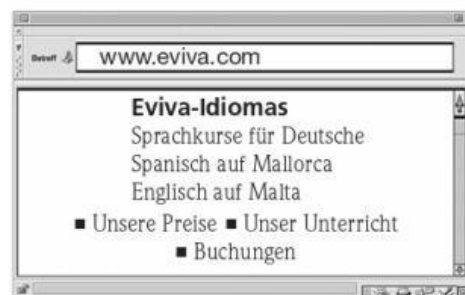 Betreff
www.eviva.com
Eviva-Idiomas
Sprachkurse für Deutsche
Spanisch auf Mallorca
Englisch auf Malta
■ Unsere Preise ■ Unser Unterricht
■ Buchungen